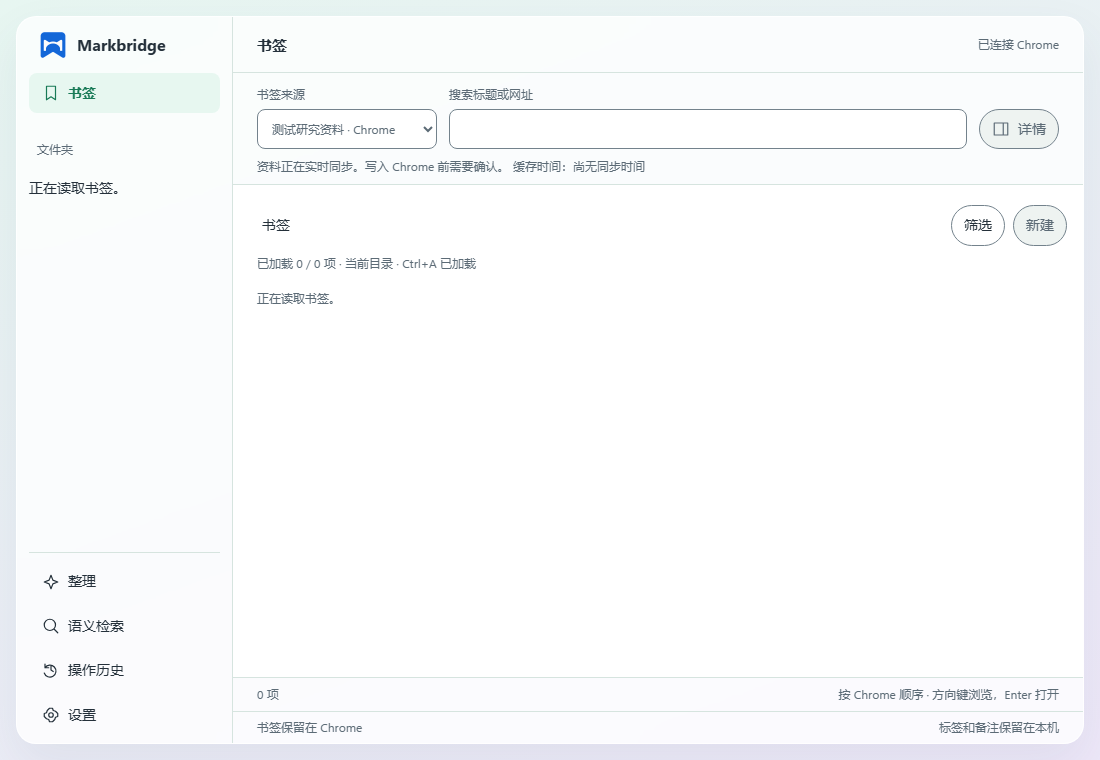 Markbridge
书签
文件夹
正在读取书签。
整理
语义检索
操作历史
设置
书签
已连接 Chrome
书签来源
搜索标题或网址
测试研究资料 · Chrome
详情
资料正在实时同步。写入 Chrome 前需要确认。 缓存时间：尚无同步时间
书签
筛选
新建
已加载 0 / 0 项 · 当前目录 · Ctrl+A 已加载
正在读取书签。
0 项
按 Chrome 顺序 · 方向键浏览，Enter 打开
书签保留在 Chrome
标签和备注保留在本机